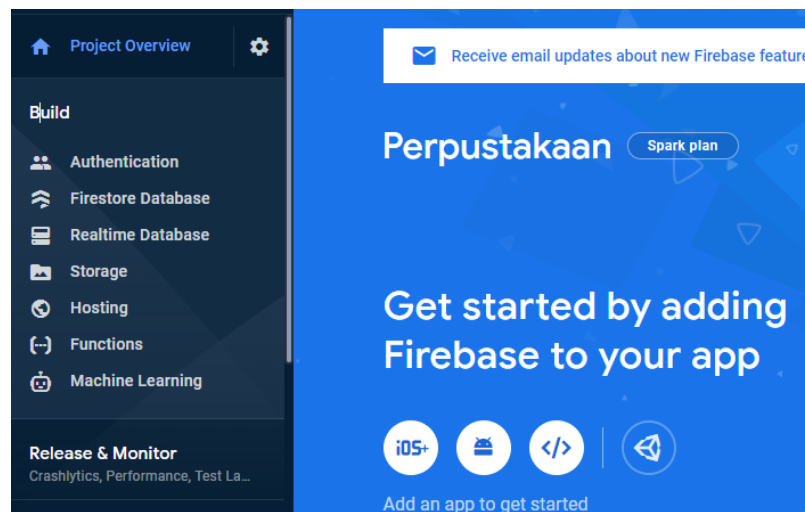 Project Overview
Build
Authentication
Firestore Database
Realtime Database
Storage
Hosting
Functions
Machine Learning
Release & Monitor
Crashlytics, Performance, Test La...
Receive email updates about new Firebase feature
Perpustakaan
Spark plan
Get started by adding
Firebase to your app
iOS+
</>
Add an app to get started